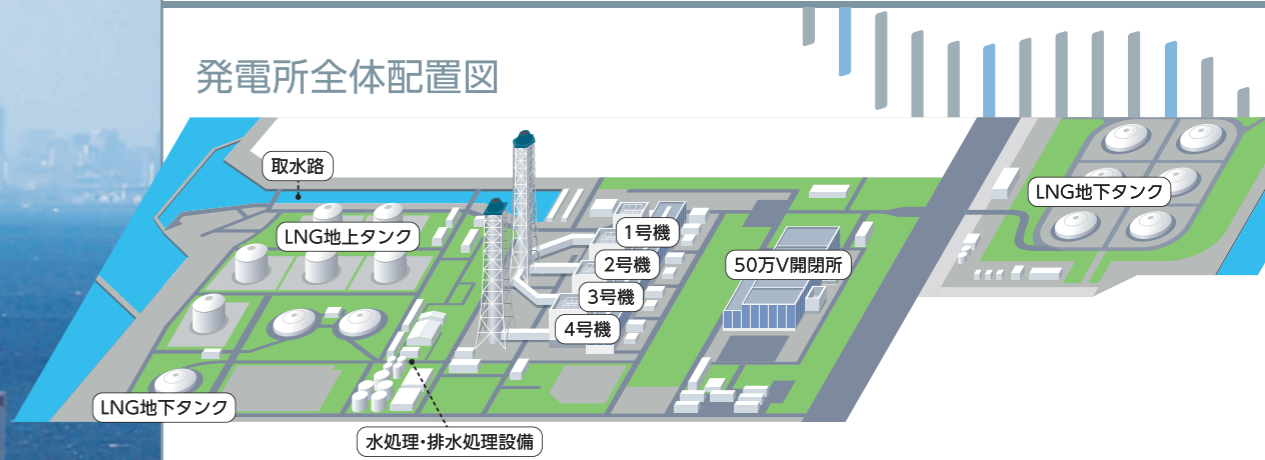 発電所全体配置図
取水路
LNG地上タンク
1号機
2号機
3号機
4号機
50万V開閉所
LNG地下タンク
LNG地下タンク
水処理・排水処理設備